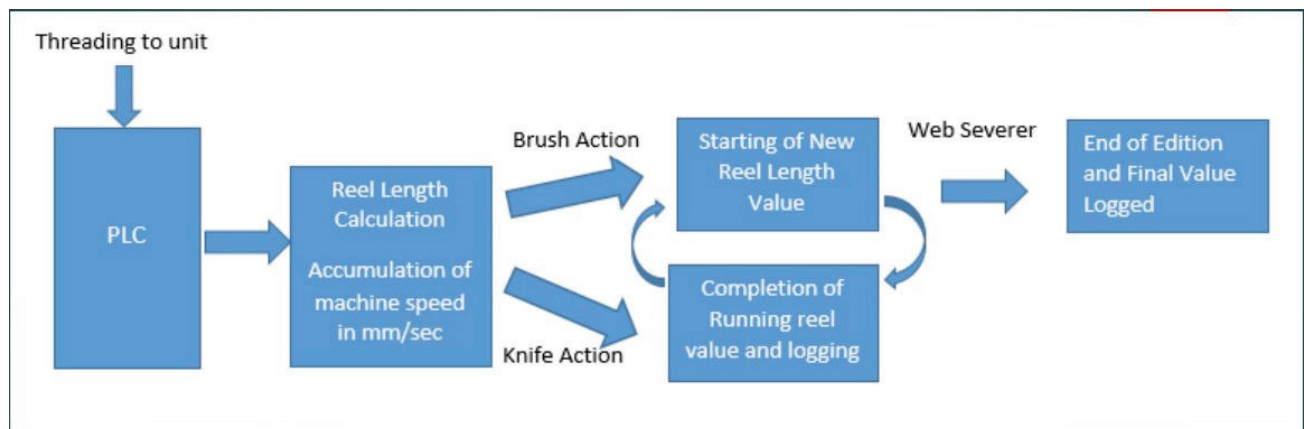 Threading to unit
PLC
Reel Length
Calculation
Accumulation of
machine speed
in mm/sec
Brush Action
Knife Action
Starting of New
Reel Length
Value
Completion of
Running reel
value and logging
Web Severer
End of Edition
and Final Value
Logged